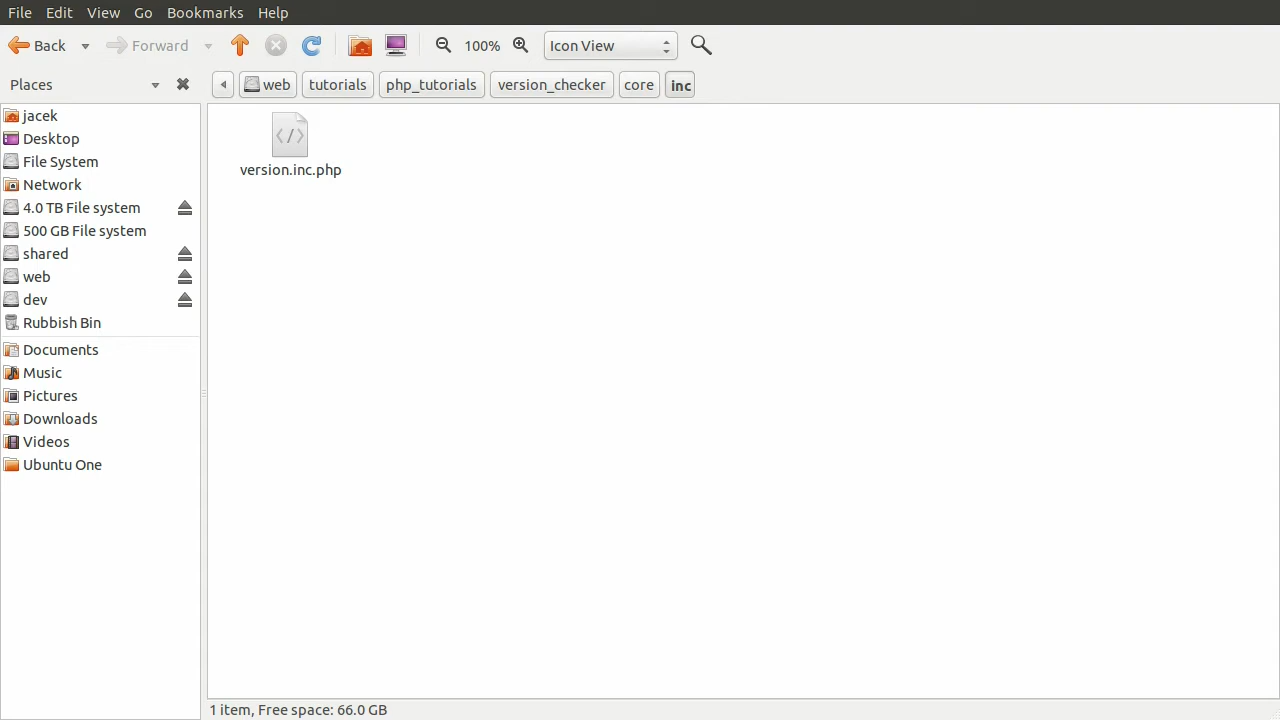 File Edit View Go Bookmarks Help
Back Forward 100% Icon View
Places web tutorials php_tutorials version_checker core inc
jacek
Desktop
File System
Network
4.0 TB File system
500 GB File system
shared
web
dev
Rubbish Bin
Documents
Music
Pictures
Downloads
Videos
Ubuntu One
</>
version.inc.php
1 item, Free space: 66.0 GB